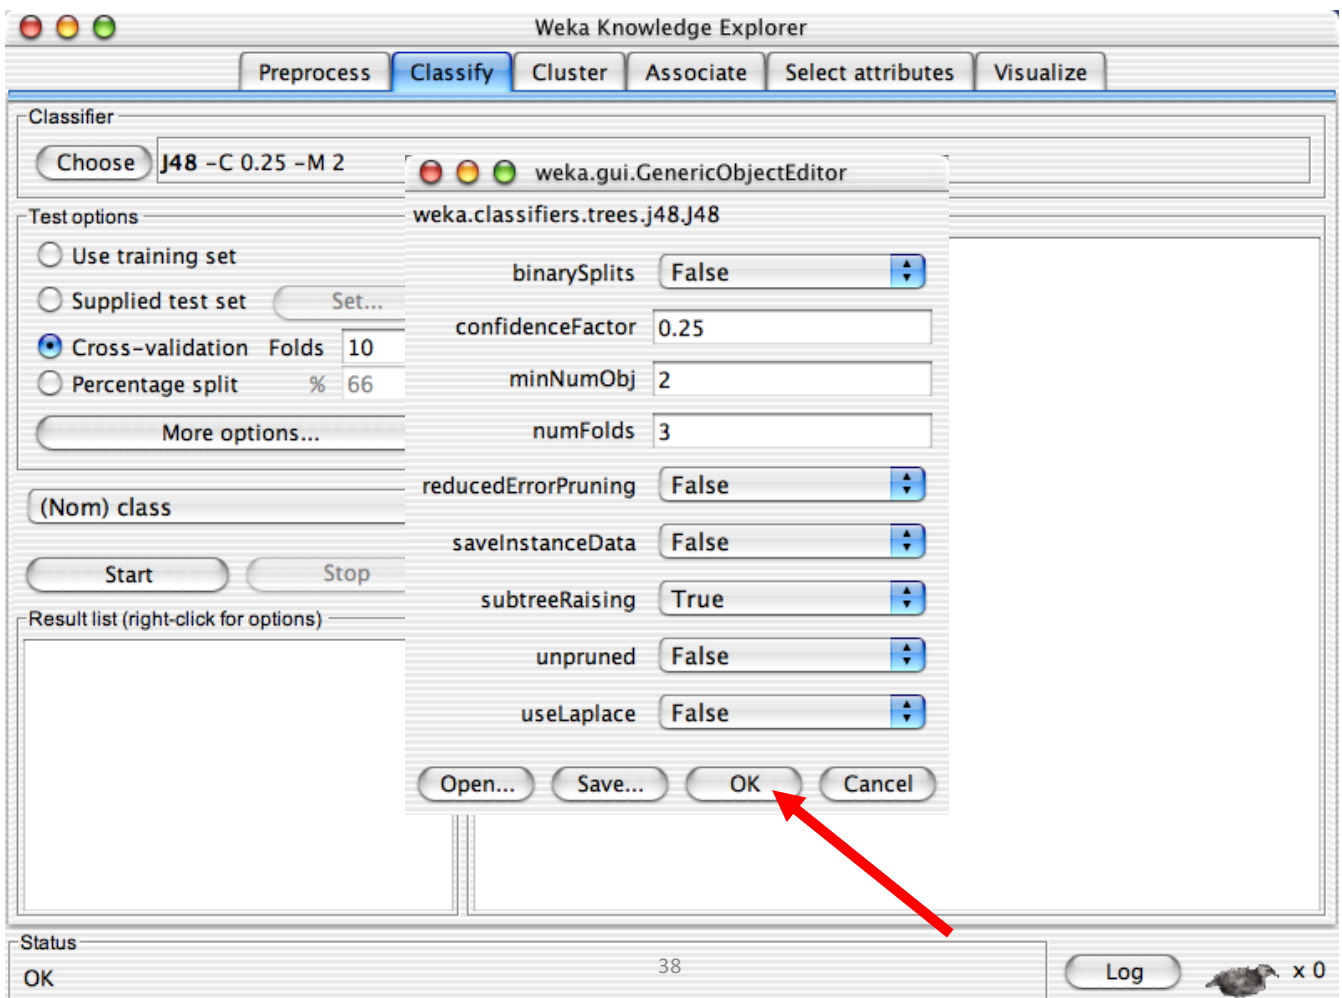 Weka Knowledge Explorer
Preprocess Classify Cluster Associate Select attributes Visualize
Classifier
Choose J48 -C 0.25 -M 2
weka.gui.GenericObjectEditor
weka.classifiers.trees.j48.J48
binarySplits False
confidenceFactor 0.25
minNumObj 2
numFolds 3
reducedErrorPruning False
saveInstanceData False
subtreeRaising True
unpruned False
useLaplace False
Open... Save... OK Cancel
Test options
Use training set
Supplied test set Set...
Cross-validation Folds 10
Percentage split % 66
More options...
(Nom) class
Start Stop
Result list (right-click for options)
Status
OK
38
Log x 0